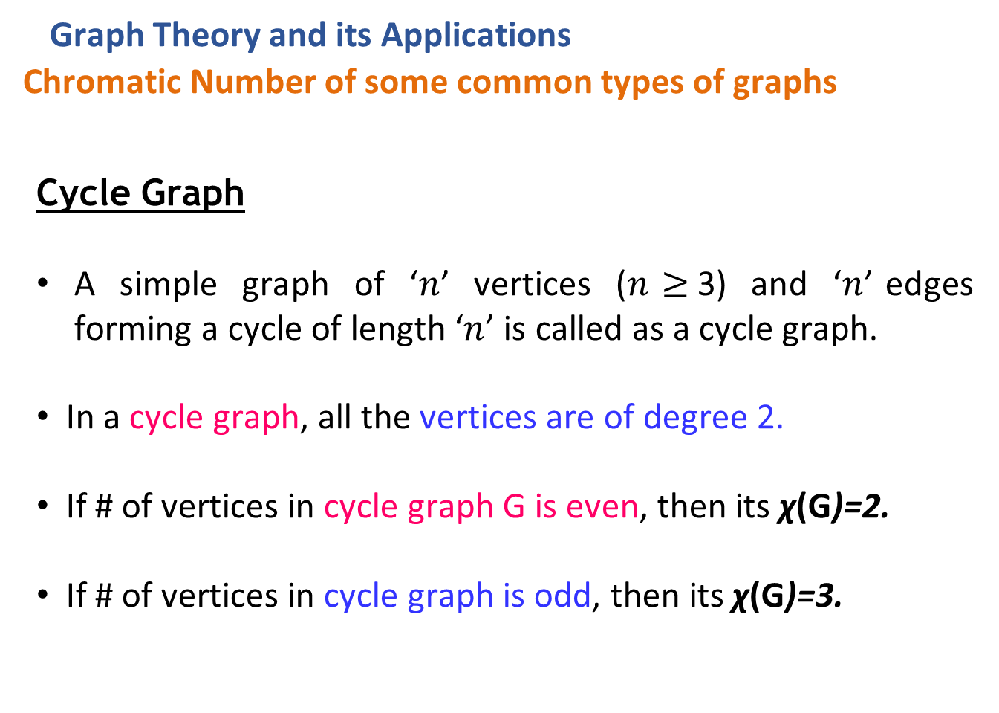 Graph Theory and its Applications
Chromatic Number of some common types of graphs
Cycle Graph
• A simple graph of ‘𝑛’ vertices (𝑛 ≥ 3) and ‘𝑛’ edges
forming a cycle of length ‘𝑛’ is called as a cycle graph.
• In a cycle graph, all the vertices are of degree 2.
• If # of vertices in cycle graph G is even, then its χ(G)=2.
• If # of vertices in cycle graph is odd, then its χ(G)=3.